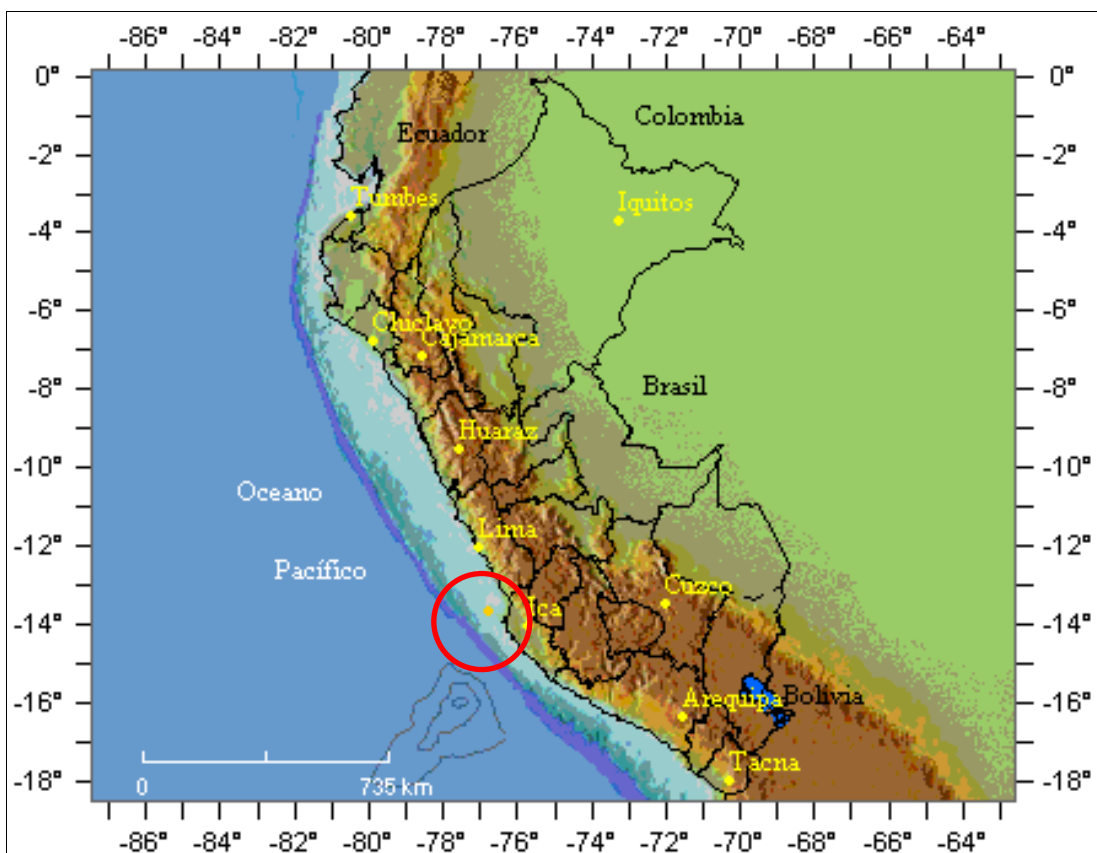 -86° -84° -82° -80° -78° -76° -74° -72° -70° -68° -66° -64°
0° 0°
Colombia
Ecuador
-2° -2°
Tumbes
Iquitos
-4° -4°
-6° -6°
Chiclayo
Cajamarca
-8° -8°
Brasil
Huaraz
-10° -10°
Oceano
Lima
-12° -12°
Pacífico
Cuzco
Ica
-14° -14°
Arequipa
Bolivia
-16° -16°
Tacna
-18° -18°
0 735 km
-86° -84° -82° -80° -78° -76° -74° -72° -70° -68° -66° -64°